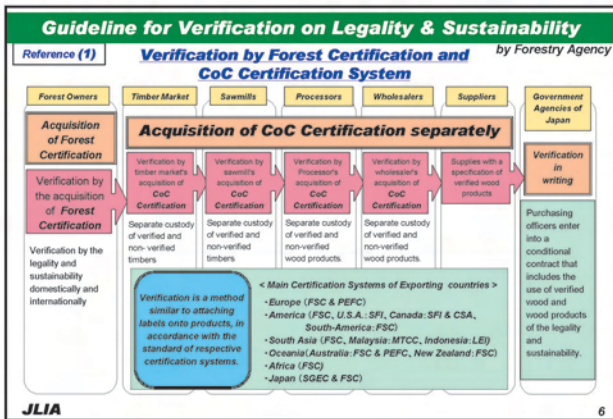 Guideline for Verification on Legality & Sustainability
by Forestry Agency
Reference (1)
Verification by Forest Certification and
CoC Certification System
Forest Owners
Timber Market
Sawmills
Processors
Wholesalers
Suppliers
Government
Agencies of
Japan
Acquisition
of Forest
Certification
Acquisition of CoC Certification separately
Verification
in
writing
Verification by
the acquisition
of Forest
Certification
Verification by
timber market's
acquisition of
CoC
Certification
Verification by
sawmill's
acquisition of
CoC
Certification
Verification by
Processor's
acquisition of
CoC
Certification
Verification by
wholessler's
acquisition of
CoC
Certification
Supplies with a
specification of
verified wood
products
Verification by the
legality and
sustainability
domestically and
internationally
Separate custody
of verified and
non- verified
timbers
Separate custody
of verified and
non-verified
timbers
Separate custody
of verified and
non-verified
wood products.
Separate custody
of verified and
non-verified
wood products.
Purchasing
officers enter
into a
conditional
contract that
includes the
use of verified
wood and
wood products
of the legality
and
sustainability.
Verification is a method
similar to attaching
labels onto products, in
accordance with the
standard of respective
certification systems.
< Main Certification Systems of Exporting countries >
・Europe (FSC & PEFC)
・America (FSC, U.S.A.:SFI, Canada:SFI & CSA,
South-America:FSC)
・South Asia (FSC, Malaysia:MTCC, Indonesia:LEI)
・Oceania(Australia:FSC & PEFC, New Zealand:FSC)
・Africa (FSC)
・Japan (SGEC & FSC)
JLIA
6